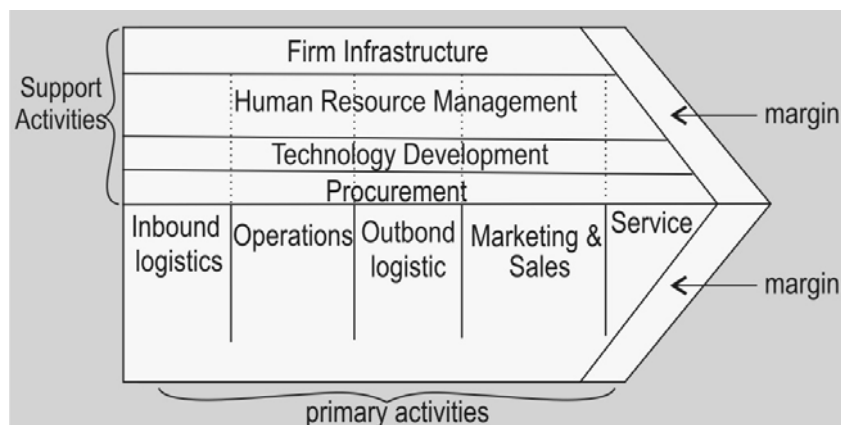 Firm Infrastructure
Support
Activities
Human Resource Management
margin
Technology Development
Procurement
Inbound
logistics
Operations
Outbond
logistic
Marketing &
Sales
Service
margin
primary activities